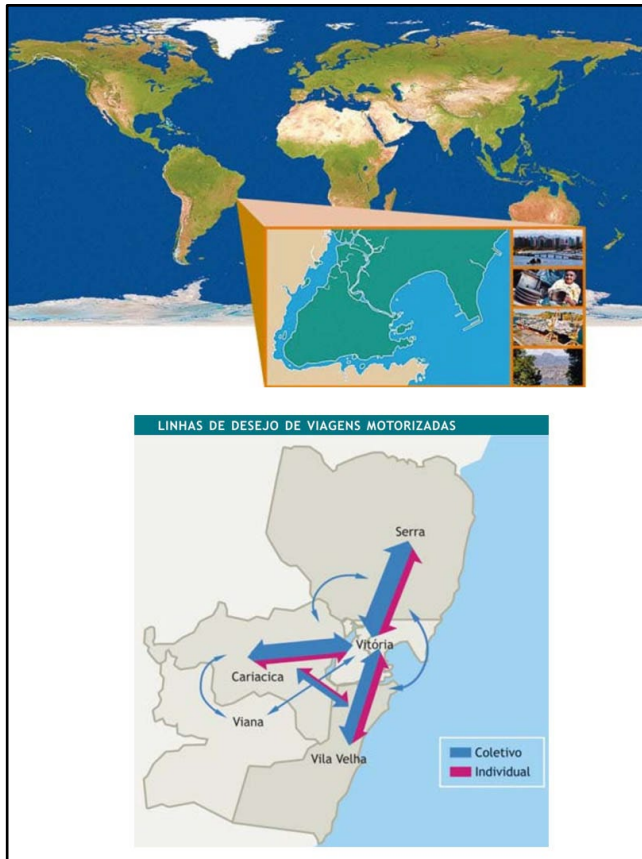 LINHAS DE DESEJO DE VIAGENS MOTORIZADAS
Serra
Vitória
Cariacica
Viana
Vila Velha
Coletivo
Individual